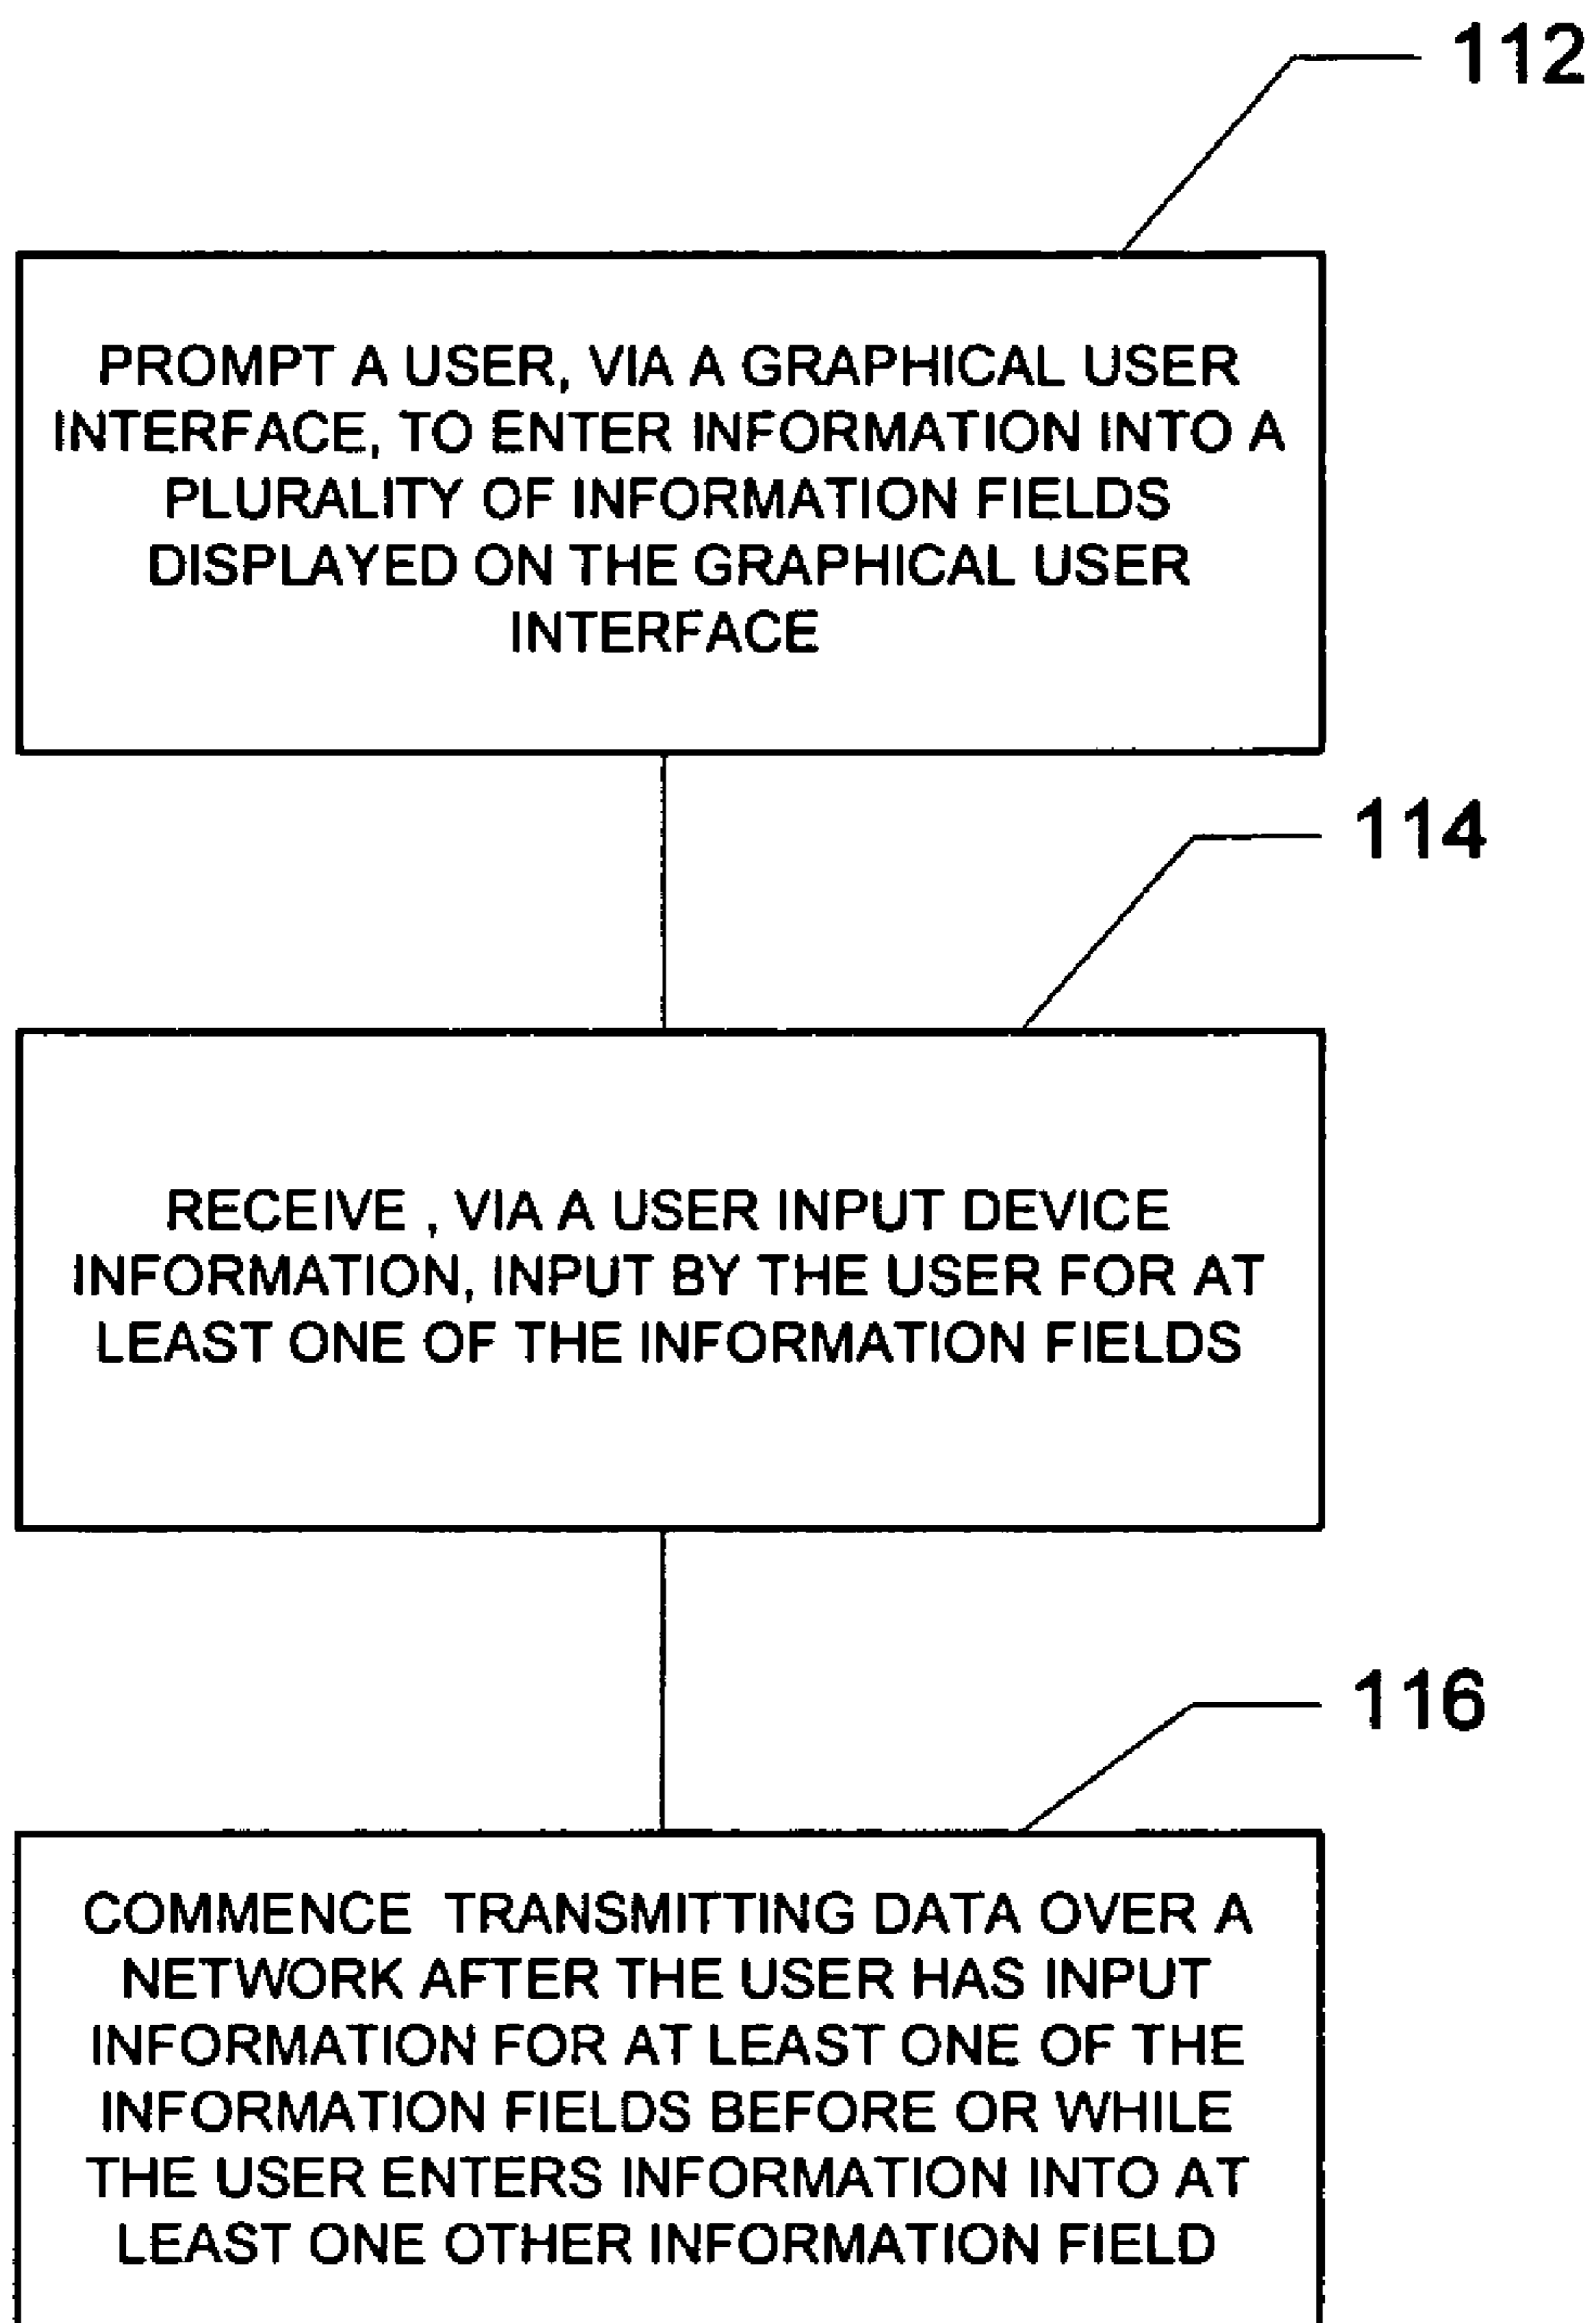 112
PROMPT A USER, VIA A GRAPHICAL USER
INTERFACE, TO ENTER INFORMATION INTO A
PLURALITY OF INFORMATION FIELDS
DISPLAYED ON THE GRAPHICAL USER
INTERFACE
114
RECEIVE , VIA A USER INPUT DEVICE
INFORMATION, INPUT BY THE USER FOR AT
LEAST ONE OF THE INFORMATION FIELDS
116
COMMENCE TRANSMITTING DATA OVER A
NETWORK AFTER THE USER HAS INPUT
INFORMATION FOR AT LEAST ONE OF THE
INFORMATION FIELDS BEFORE OR WHILE
THE USER ENTERS INFORMATION INTO AT
LEAST ONE OTHER INFORMATION FIELD